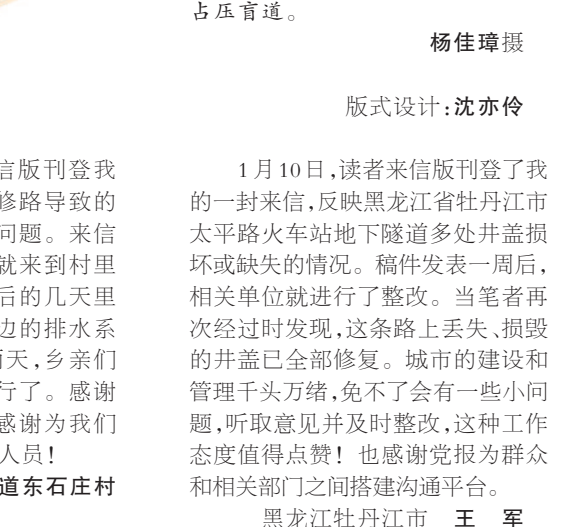 占压盲道。
杨佳璋摄
版式设计:沈亦伶
信版刊登我
修路导致的
问题。来信
就来到村里
后的几天里
边的排水系
雨天,乡亲们
行了。感谢
感谢为我们
人员!
道东石庄村
1月10日,读者来信版刊登了我
的一封来信,反映黑龙江省牡丹江市
太平路火车站地下隧道多处井盖损
坏或缺失的情况。稿件发表一周后,
相关单位就进行了整改。当笔者再
次经过时发现,这条路上丢失、损毁
的井盖已全部修复。城市的建设和
管理千头万绪,免不了会有一些小问
题,听取意见并及时整改,这种工作
态度值得点赞!也感谢党报为群众
和相关部门之间搭建沟通平台。
黑龙江牡丹江市 王 军